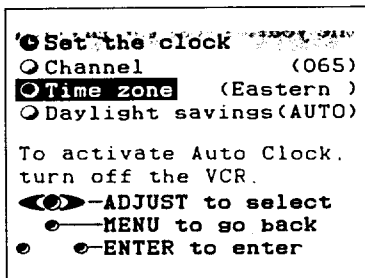 Set the clock
Channel (065)
Time zone (Eastern )
Daylight savings(AUTO)
To activate Auto Clock,
turn off the VCR.
-ADJUST to select
MENU to go back
-ENTER to enter